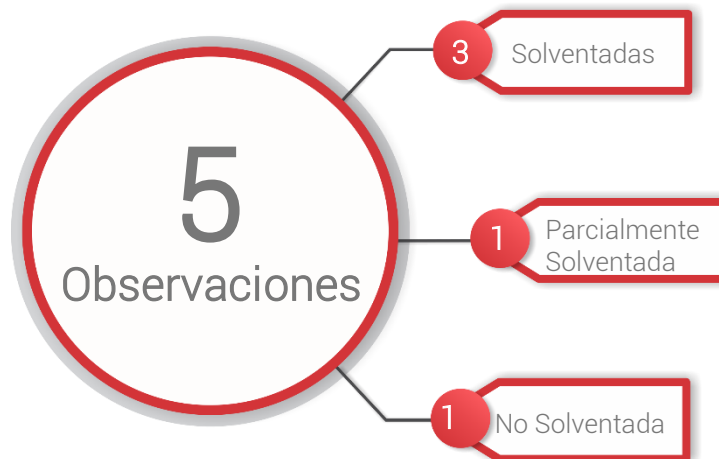 5
Observaciones
3
Solventadas
1
Parcialmente
Solventada
1
No Solventada